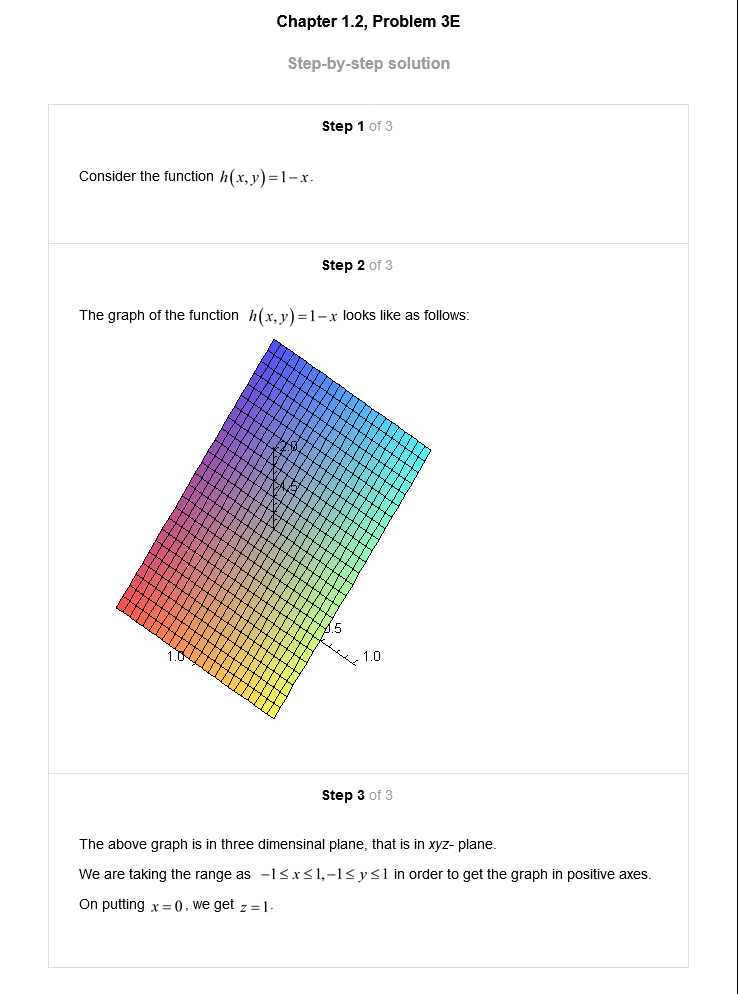 Chapter 1.2, Problem 3E
Step-by-step solution
Step 1 of 3
Consider the function h(x, y) = 1 − x.
Step 2 of 3
The graph of the function h(x, y) = 1 − x looks like as follows:
2.0
1.5
0.5
1.0
1.0
Step 3 of 3
The above graph is in three dimensinal plane, that is in xyz- plane.
We are taking the range as −1 ≤ x ≤ 1, −1 ≤ y ≤ 1 in order to get the graph in positive axes.
On putting x = 0, we get z = 1.